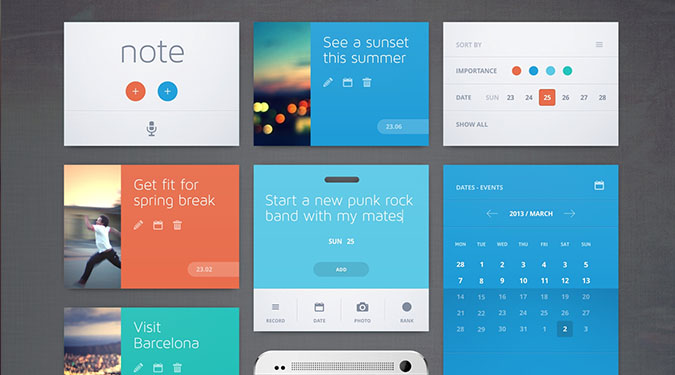 note
+ +
See a sunset
this summer
23.06
SORT BY
IMPORTANCE
DATE SUN 23 24 25 26 27 28
SHOW ALL
Get fit for
spring break
23.02
Start a new punk rock
band with my mates
SUN 25
ADD
RECORD DATE PHOTO RANK
DATES - EVENTS
2013 / MARCH
MON TUE WED THU FRI SAT SUN
28 1 2 3 4 5
7 8 9 10 11 12 13
14 15 16 17 18 19 20
21 22 23 24 25 26 27
28 29 30 31 1 2 3
Visit
Barcelona